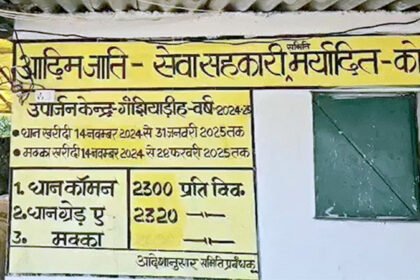 आदिमजाति - सेवा सहकारी समिति मर्यादित - को
उपार्जन केन्द्र - गंझियाडीह - वर्ष - 2024-25
• धान खरीदी 14 नवम्बर 2024 से 31 जनवरी 2025 तक
• मक्का खरीदी 14 नवम्बर 2024 से 28 फरवरी 2025 तक
1. धान कॉमन 2300 प्रति क्विं.
2. धान ग्रेड ए 2320 —"—
3. मक्का —"—
आदेशानुसार समिति प्रबंधक